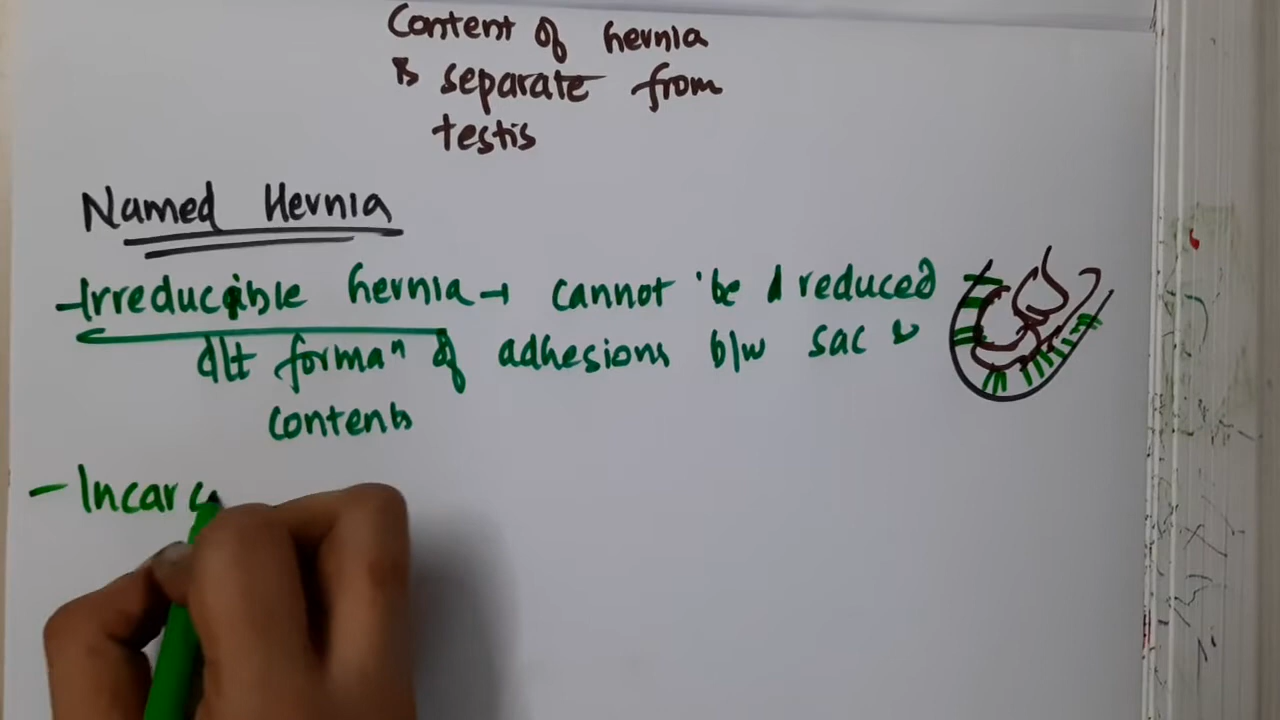 Content of hernia
is separate from
testis
Named Hernia
- Irreducible hernia → cannot be reduced
d/t forman of adhesions b/w sac &
contents
- Incarc